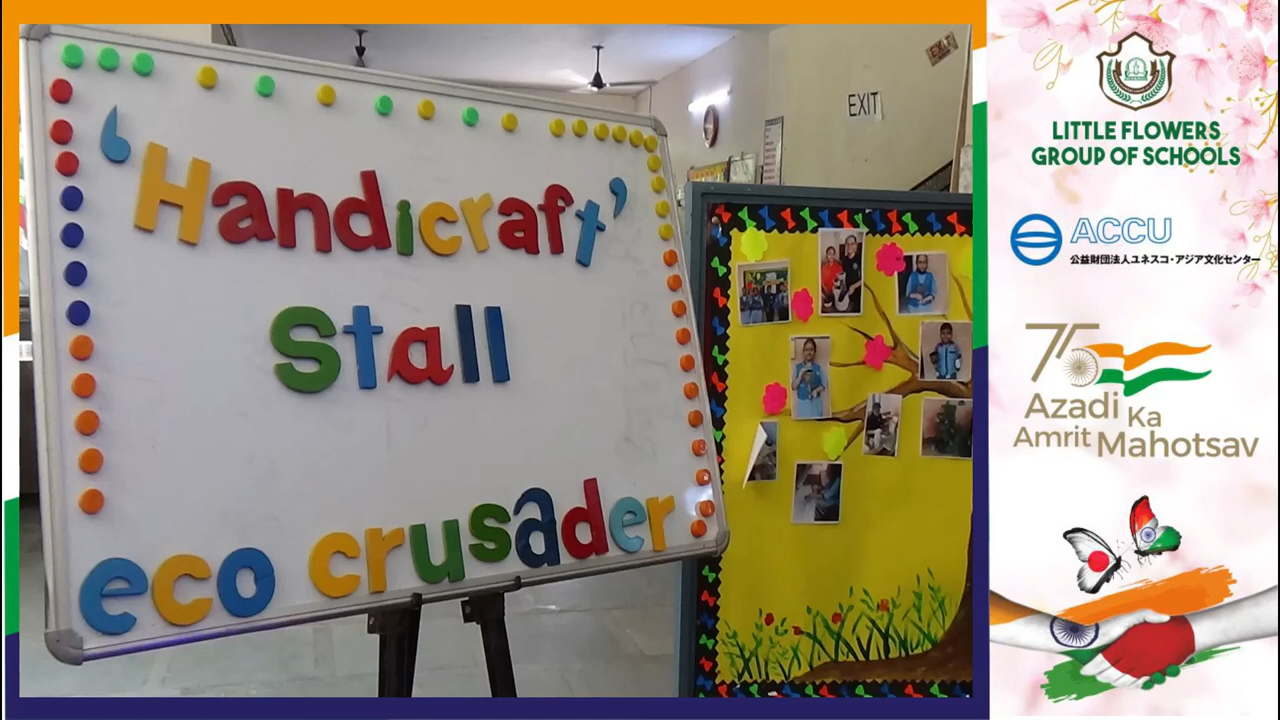 'Handicraft'
Stall
eco crusader
EXIT
EXIT
LITTLE FLOWERS
GROUP OF SCHOOLS
ACCU
公益財団法人ユネスコ・アジア文化センター
75
Azadi Ka
Amrit Mahotsav